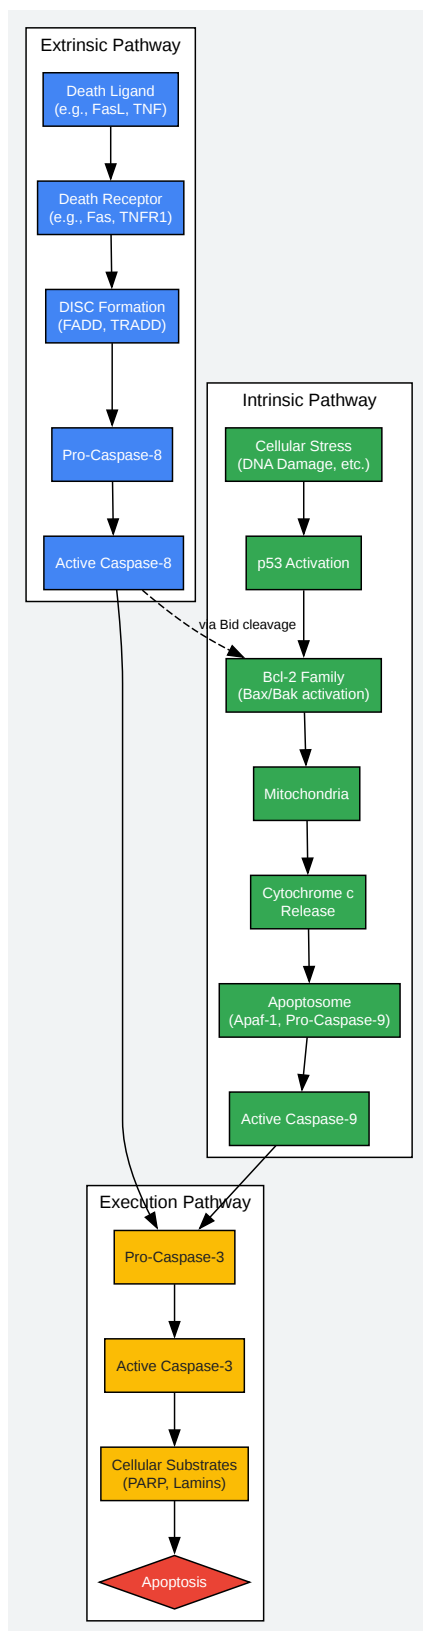 Extrinsic Pathway
Death Ligand
(e.g., FasL, TNF)
Death Receptor
(e.g., Fas, TNFR1)
DISC Formation
(FADD, TRADD)
Pro-Caspase-8
Active Caspase-8
via Bid cleavage
Intrinsic Pathway
Cellular Stress
(DNA Damage, etc.)
p53 Activation
Bcl-2 Family
(Bax/Bak activation)
Mitochondria
Cytochrome c
Release
Apoptosome
(Apaf-1, Pro-Caspase-9)
Active Caspase-9
Execution Pathway
Pro-Caspase-3
Active Caspase-3
Cellular Substrates
(PARP, Lamins)
Apoptosis